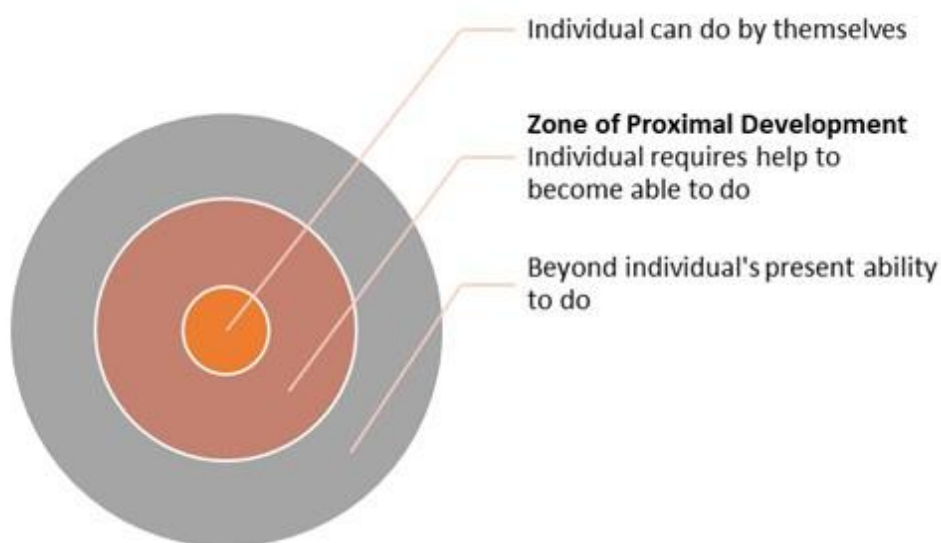 Individual can do by themselves
Zone of Proximal Development
Individual requires help to
become able to do
Beyond individual's present ability
to do